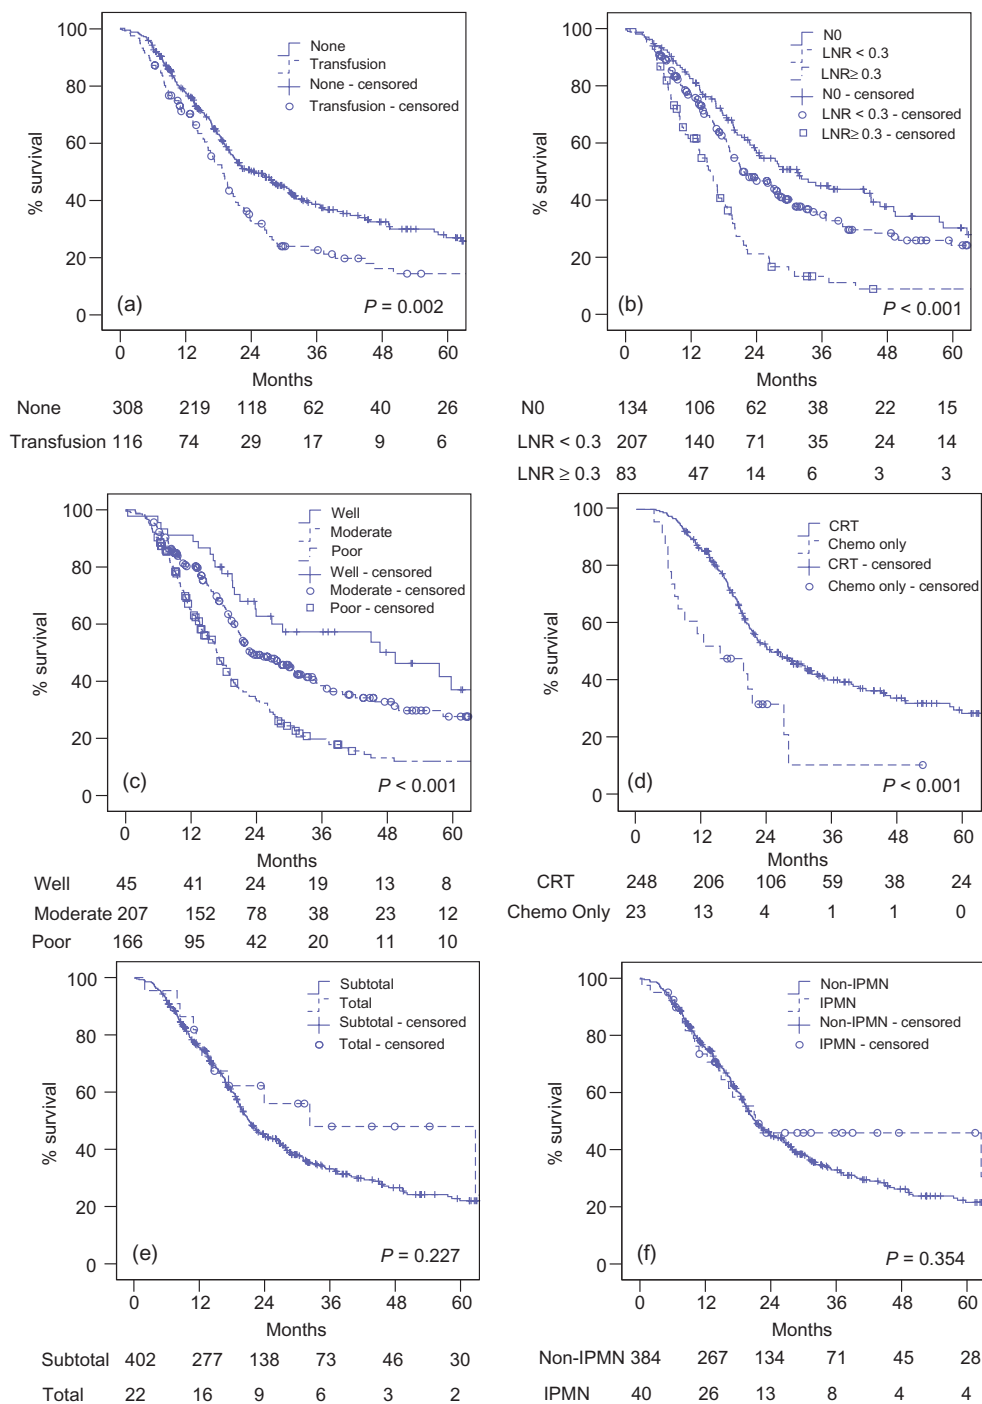 100
80
60
40
20
0
% survival
None
Transfusion
None - censored
Transfusion - censored
(a)
P = 0.002
0 12 24 36 48 60
Months
None 308 219 118 62 40 26
Transfusion 116 74 29 17 9 6
100
80
60
40
20
0
% survival
N0
LNR < 0.3
LNR≥ 0.3
N0 - censored
LNR < 0.3 - censored
LNR≥ 0.3 - censored
(b)
P < 0.001
0 12 24 36 48 60
Months
N0 134 106 62 38 22 15
LNR < 0.3 207 140 71 35 24 14
LNR ≥ 0.3 83 47 14 6 3 3
100
80
60
40
20
0
% survival
Well
Moderate
Poor
Well - censored
Moderate - censored
Poor - censored
(c)
P < 0.001
0 12 24 36 48 60
Months
Well 45 41 24 19 13 8
Moderate 207 152 78 38 23 12
Poor 166 95 42 20 11 10
100
80
60
40
20
0
% survival
CRT
Chemo only
CRT - censored
Chemo only - censored
(d)
P < 0.001
0 12 24 36 48 60
Months
CRT 248 206 106 59 38 24
Chemo Only 23 13 4 1 1 0
100
80
60
40
20
0
% survival
Subtotal
Total
Subtotal - censored
Total - censored
(e)
P = 0.227
0 12 24 36 48 60
Months
Subtotal 402 277 138 73 46 30
Total 22 16 9 6 3 2
100
80
60
40
20
0
% survival
Non-IPMN
IPMN
Non-IPMN - censored
IPMN - censored
(f)
P = 0.354
0 12 24 36 48 60
Months
Non-IPMN 384 267 134 71 45 28
IPMN 40 26 13 8 4 4